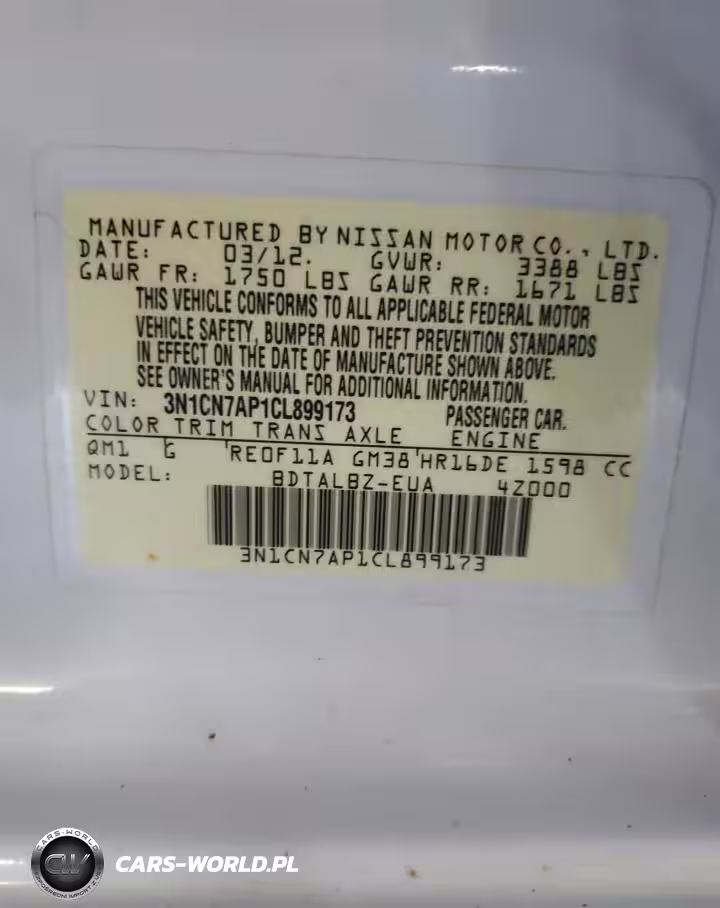 MANUFACTURED BY NISSAN MOTOR CO., LTD.
DATE: 03/12. GVWR: 3388 LBS
GAWR FR: 1750 LBS GAWR RR: 1671 LBS
THIS VEHICLE CONFORMS TO ALL APPLICABLE FEDERAL MOTOR
VEHICLE SAFETY, BUMPER AND THEFT PREVENTION STANDARDS
IN EFFECT ON THE DATE OF MANUFACTURE SHOWN ABOVE.
SEE OWNER'S MANUAL FOR ADDITIONAL INFORMATION.
VIN: 3N1CN7AP1CL899173 PASSENGER CAR.
COLOR TRIM TRANS AXLE ENGINE
QM1 G RE0F11A GM38 HR16DE 1598 CC
MODEL: BDTALBZ-EUA 4Z000
3N1CN7AP1CL899173
CARS-WORLD
CW
CARS-WORLD.PL